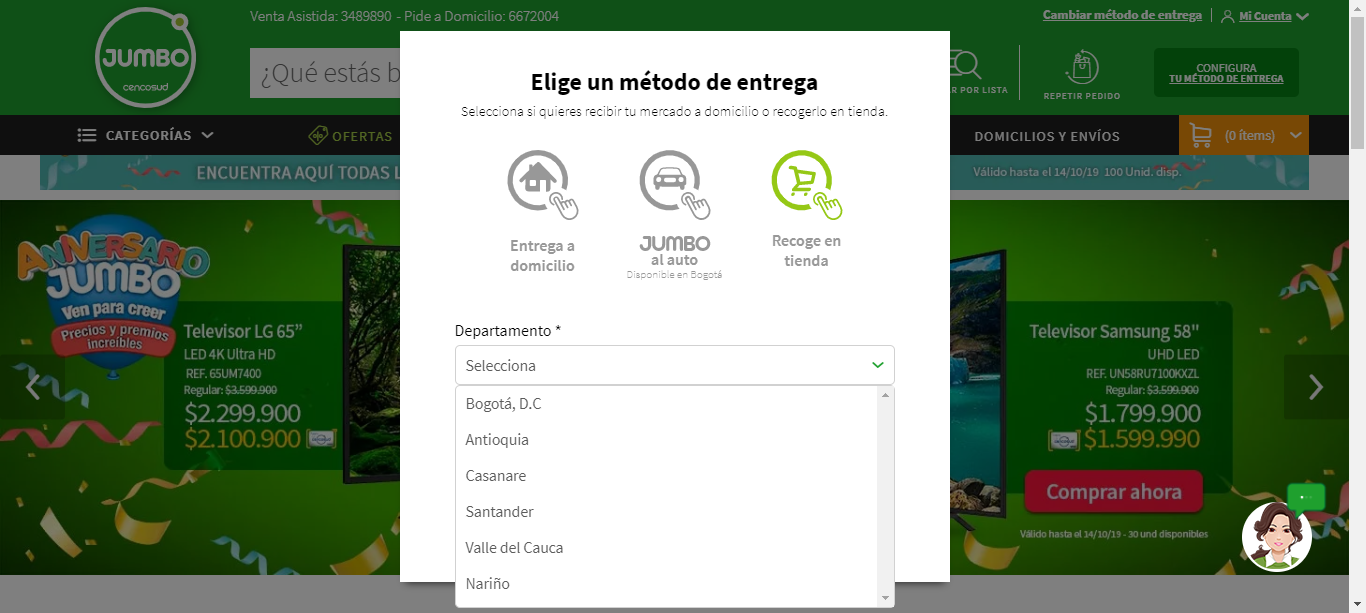 Venta Asistida: 3489890 - Pide a Domicilio: 6672004
Cambiar método de entrega
Mi Cuenta
JUMBO
cencosud
¿Qué estás b
R POR LISTA
REPETIR PEDIDO
CONFIGURA
TU MÉTODO DE ENTREGA
CATEGORÍAS
OFERTAS
DOMICILIOS Y ENVÍOS
(0 ítems)
ENCUENTRA AQUÍ TODAS L
Válido hasta el 14/10/19 100 Unid. disp.
Elige un método de entrega
Selecciona si quieres recibir tu mercado a domicilio o recogerlo en tienda.
Entrega a
domicilio
JUMBO
al auto
Disponible en Bogotá
Recoge en
tienda
Departamento *
Selecciona
Bogotá, D.C
Antioquia
Casanare
Santander
Valle del Cauca
Nariño
ANIVERSARIO
JUMBO
Ven para creer
Precios y premios
increíbles
Televisor LG 65”
LED 4K Ultra HD
REF. 65UM7400
Regular: $3.599.900
$2.299.900
$2.100.900
Televisor Samsung 58"
UHD LED
REF. UN58RU7100KXZL
Regular: $3.599.900
$1.799.900
$1.599.990
Comprar ahora
Válido hasta el 14/10/19 - 30 und disponibles